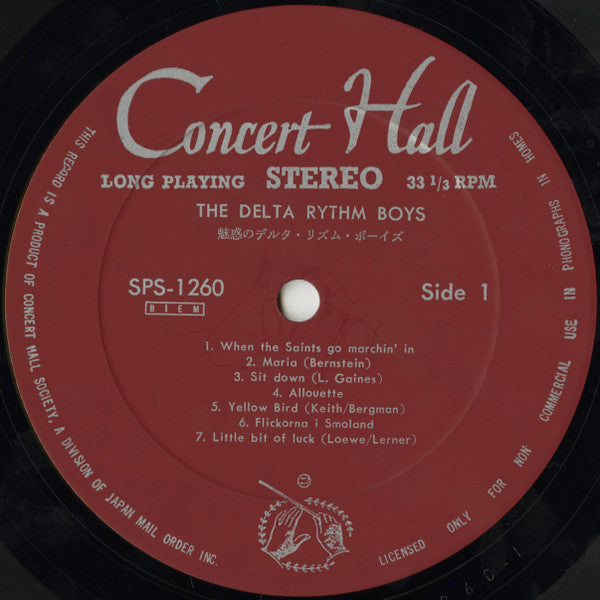 Concert Hall
LONG PLAYING STEREO 33 1/3 RPM
THE DELTA RYTHM BOYS
魅惑のデルタ・リズム・ボーイズ
SPS-1260 Side 1
BIEM
1. When the Saints go marchin' in
2. Maria (Bernstein)
3. Sit down (L. Gaines)
4. Allouette
5. Yellow Bird (Keith/Bergman)
6. Flickorna i Smoland
7. Little bit of luck (Loewe/Lerner)
THIS RECORD IS A PRODUCT OF CONCERT HALL SOCIETY, A DIVISION OF JAPAN MAIL ORDER INC.
LICENSED ONLY FOR NON COMMERCIAL USE IN PHONOGRAPHS IN HOMES